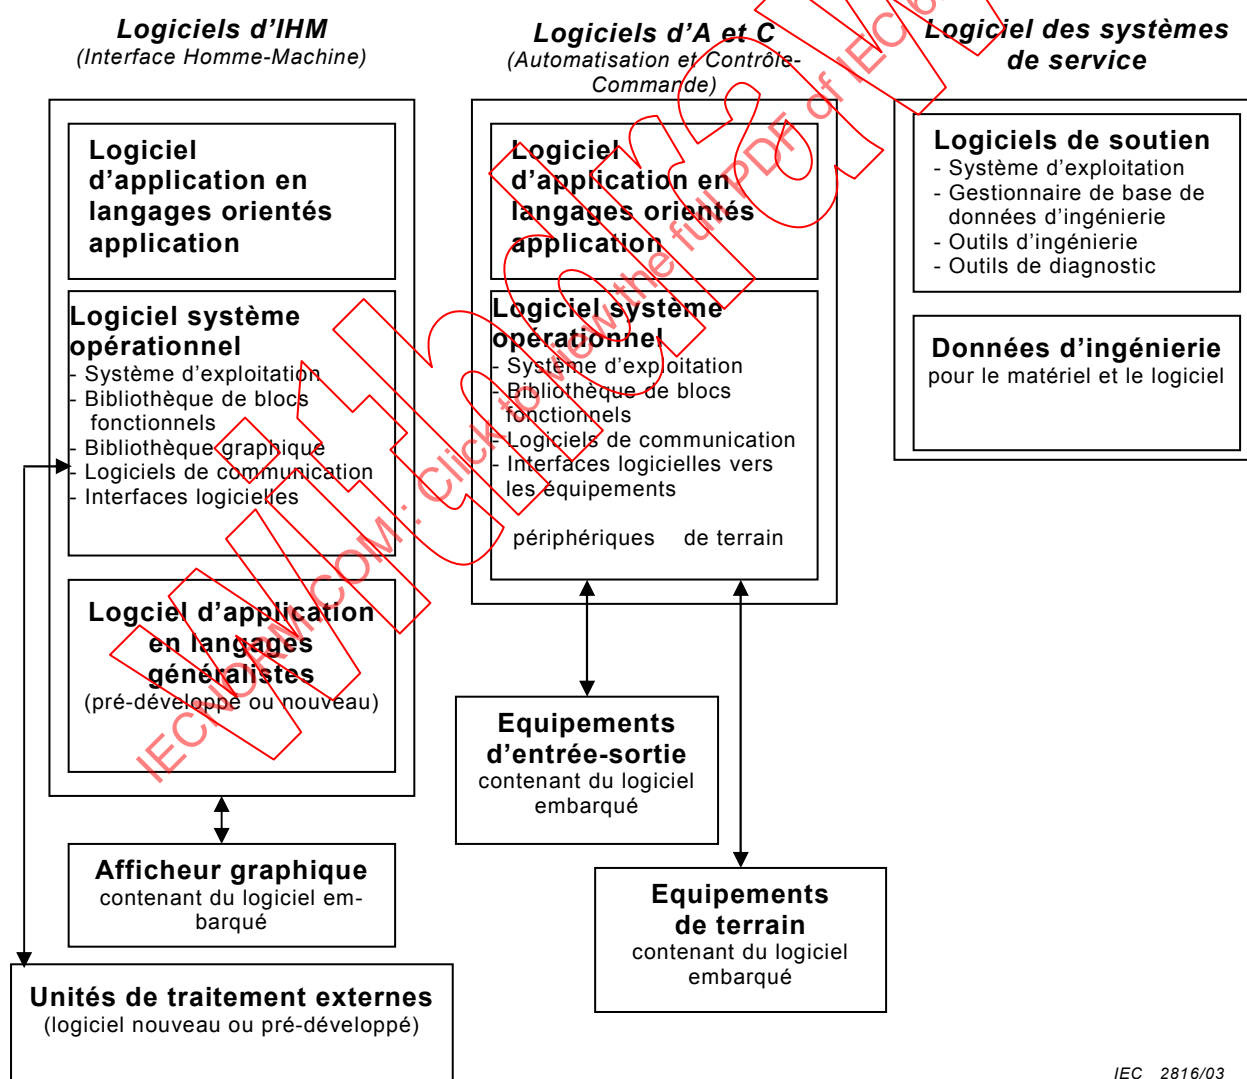 Logiciels d'IHM
(Interface Homme-Machine)
Logiciel
d'application en
langages orientés
application
Logiciel système
opérationnel
- Système d'exploitation
- Bibliothèque de blocs
fonctionnels
- Bibliothèque graphique
- Logiciels de communication
- Interfaces logicielles
Logciel d'application
en langages
généralistes
(pré-développé ou nouveau)
Afficheur graphique
contenant du logiciel em-
barqué
Unités de traitement externes
(logiciel nouveau ou pré-développé)
Logiciels d'A et C
(Automatisation et Contrôle-
Commande)
Logiciel
d'application en
langages orientés
application
Logiciel système
opérationnel
- Système d'exploitation
- Bibliothèque de blocs
fonctionnels
- Logiciels de communication
- Interfaces logicielles vers
les équipements
périphériques de terrain
Equipements
d'entrée-sortie
contenant du logiciel
embarqué
Equipements
de terrain
contenant du logiciel
embarqué
Logiciel des systèmes
de service
Logiciels de soutien
- Système d'exploitation
- Gestionnaire de base de
données d'ingénierie
- Outils d'ingénierie
- Outils de diagnostic
Données d'ingénierie
pour le matériel et le logiciel
IEC 2816/03
IECNORM.COM : Click to view the full PDF of IEC 6